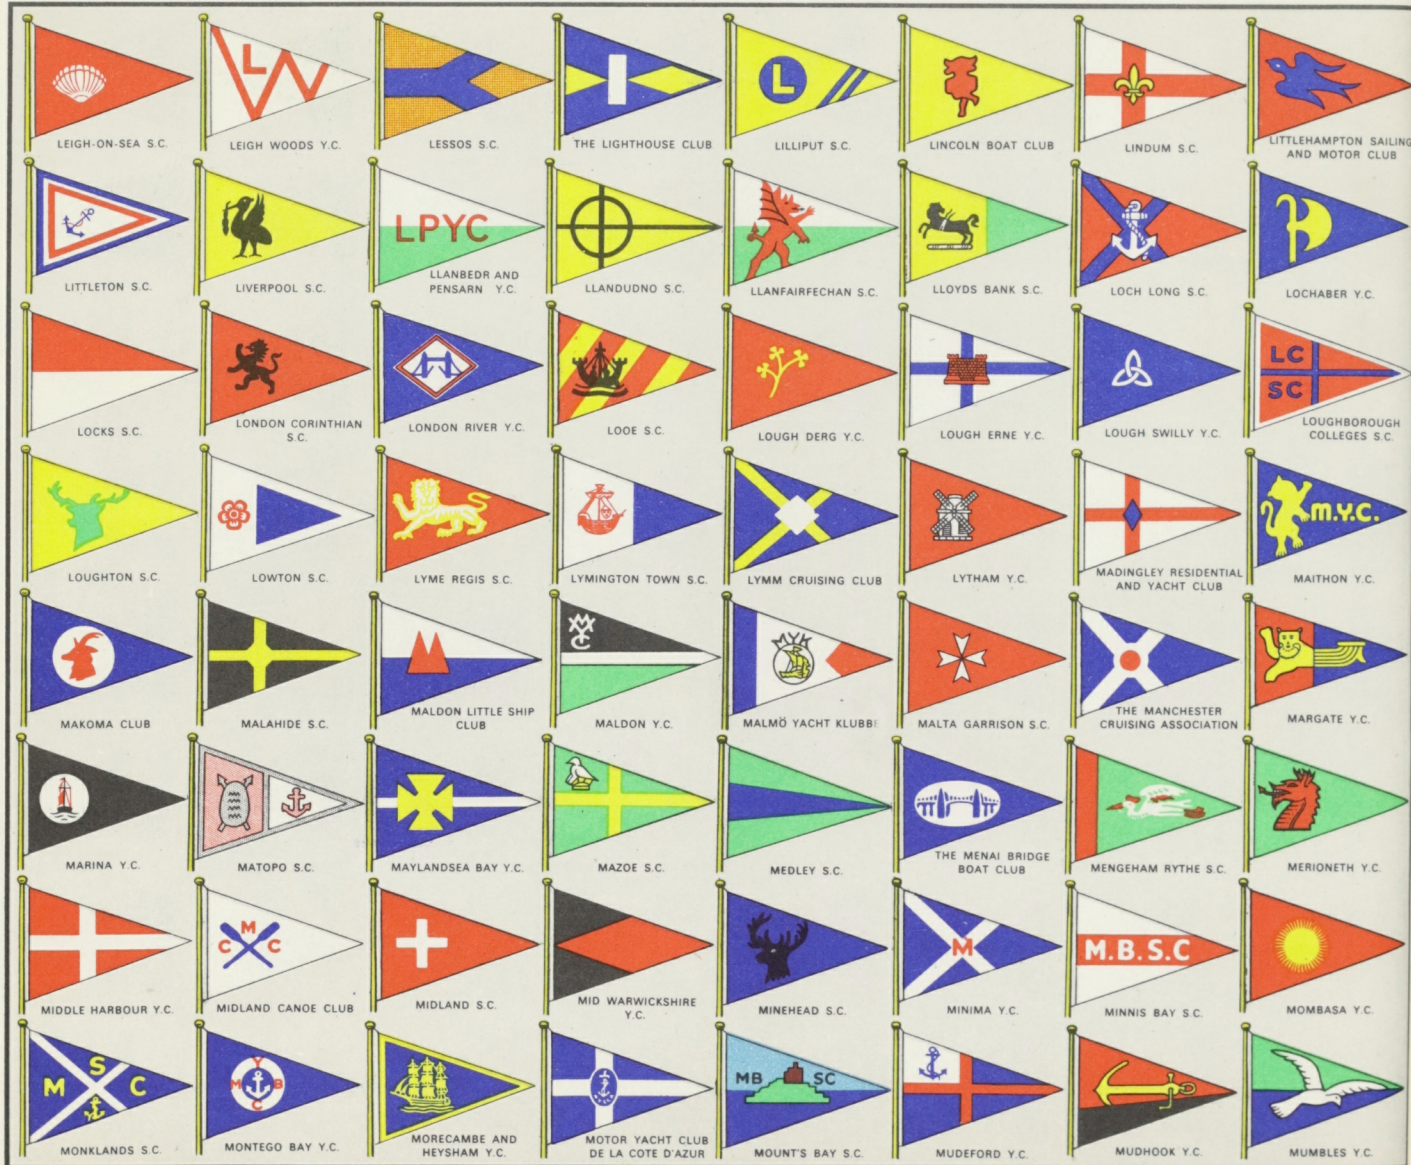 L W
L
LEIGH-ON-SEA S.C.
LEIGH WOODS Y.C.
LESSOS S.C.
THE LIGHTHOUSE CLUB
LILLIPUT S.C.
LINCOLN BOAT CLUB
LINDUM S.C.
LITTLEHAMPTON SAILING
AND MOTOR CLUB
LPYC
LITTLETON S.C.
LIVERPOOL S.C.
LLANBEDR AND
PENSARN Y.C.
LLANDUDNO S.C.
LLANFAIRFECHAN S.C.
LLOYDS BANK S.C.
LOCH LONG S.C.
LOCHABER Y.C.
LC
SC
LOCKS S.C.
LONDON CORINTHIAN
S.C.
LONDON RIVER Y.C.
LOOE S.C.
LOUGH DERG Y.C.
LOUGH ERNE Y.C.
LOUGH SWILLY Y.C.
LOUGHBOROUGH
COLLEGES S.C.
M.Y.C.
LOUGHTON S.C.
LOWTON S.C.
LYME REGIS S.C.
LYMINGTON TOWN S.C.
LYMM CRUISING CLUB
LYTHAM Y.C.
MADINGLEY RESIDENTIAL
AND YACHT CLUB
MAITHON Y.C.
MYC
MYK
MAKOMA CLUB
MALAHIDE S.C.
MALDON LITTLE SHIP
CLUB
MALDON Y.C.
MALMÖ YACHT KLUBB
MALTA GARRISON S.C.
THE MANCHESTER
CRUISING ASSOCIATION
MARGATE Y.C.
MARINA Y.C.
MATOPO S.C.
MAYLANDSEA BAY Y.C.
MAZOE S.C.
MEDLEY S.C.
THE MENAI BRIDGE
BOAT CLUB
MENGEHAM RYTHE S.C.
MERIONETH Y.C.
M
C C
M
M.B.S.C
MIDDLE HARBOUR Y.C.
MIDLAND CANOE CLUB
MIDLAND S.C.
MID WARWICKSHIRE
Y.C.
MINEHEAD S.C.
MINIMA Y.C.
MINNIS BAY S.C.
MOMBASA Y.C.
S
M C
Y
M B
C
MB SC
MONKLANDS S.C.
MONTEGO BAY Y.C.
MORECAMBE AND
HEYSHAM Y.C.
MOTOR YACHT CLUB
DE LA COTE D'AZUR
MOUNT'S BAY S.C.
MUDEFORD Y.C.
MUDHOOK Y.C.
MUMBLES Y.C.